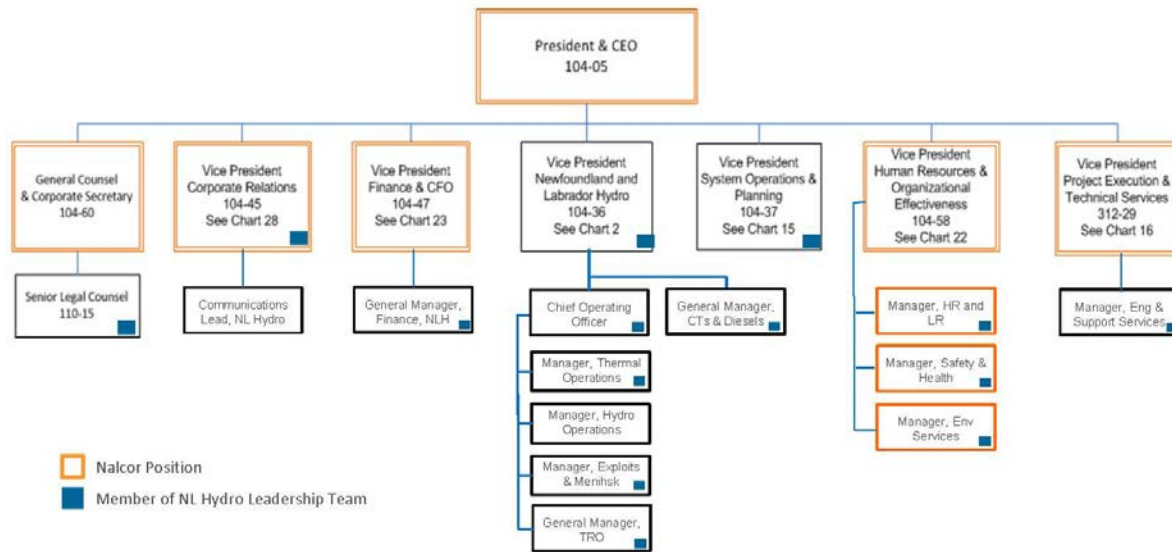 President & CEO
104-05
General Counsel
& Corporate Secretary
104-60
Vice President
Corporate Relations
104-45
See Chart 28
Vice President
Finance & CFO
104-47
See Chart 23
Vice President
Newfoundland and
Labrador Hydro
104-36
See Chart 2
Vice President
System Operations &
Planning
104-37
See Chart 15
Vice President
Human Resources &
Organizational
Effectiveness
104-58
See Chart 22
Vice President
Project Execution &
Technical Services
312-29
See Chart 16
Senior Legal Counsel
110-15
Communications
Lead, NL Hydro
General Manager,
Finance, NLH
Chief Operating
Officer
General Manager,
CTs & Diesels
Manager, HR and
LR
Manager, Eng &
Support Services
Manager, Thermal
Operations
Manager, Safety &
Health
Manager, Hydro
Operations
Manager, Env
Services
Manager, Exploits
& Menihsk
General Manager,
TRO
Nalcor Position
Member of NL Hydro Leadership Team